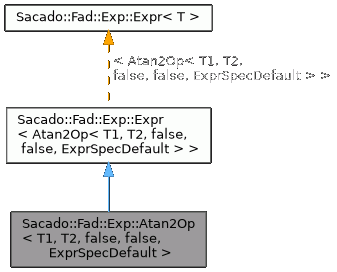 Sacado::Fad::Exp::Expr< T >
< Atan2Op< T1, T2,
false, false, ExprSpecDefault > >
Sacado::Fad::Exp::Expr
< Atan2Op< T1, T2, false,
false, ExprSpecDefault > >
Sacado::Fad::Exp::Atan2Op
< T1, T2, false, false,
ExprSpecDefault >